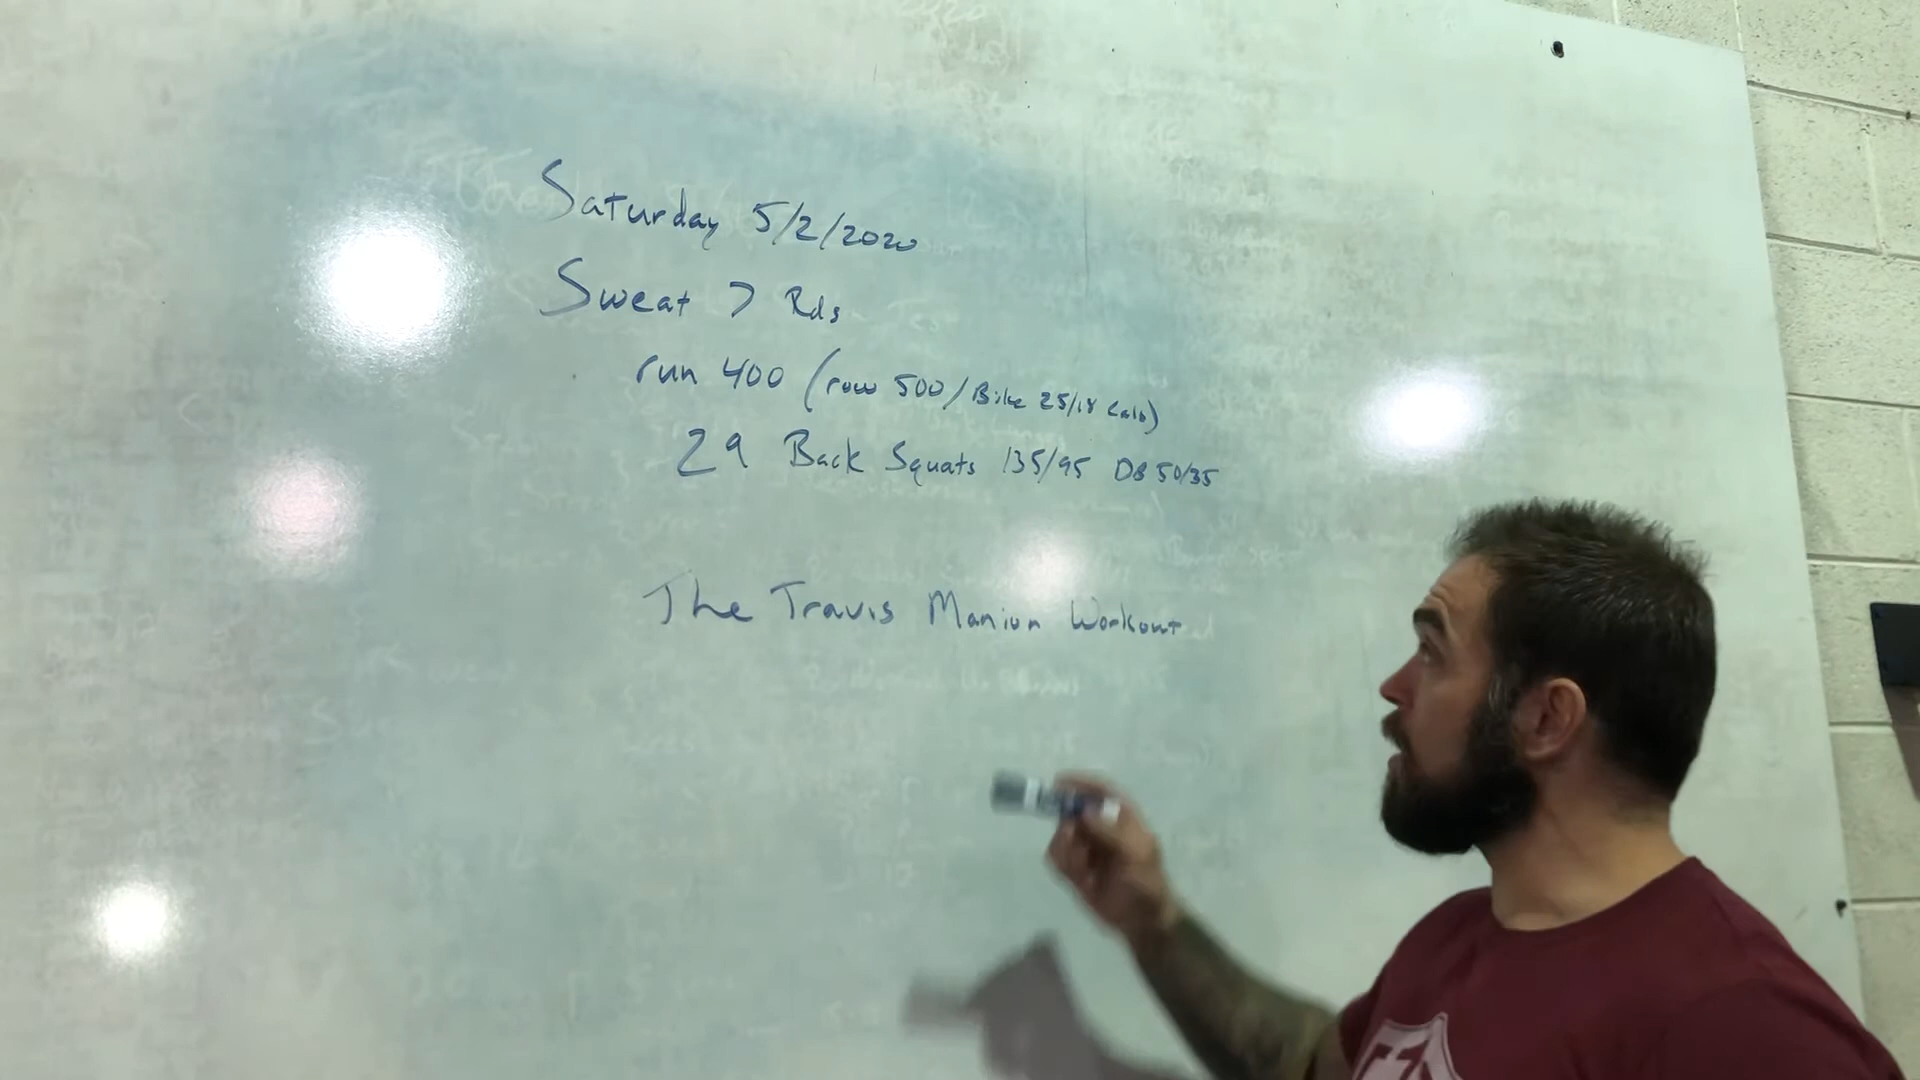 Saturday 5/2/2020
Sweat 7 Rds
run 400 (row 500/Bike 25/18 Cals)
29 Back Squats 135/95 DB 50/35
The Travis Manion Workout